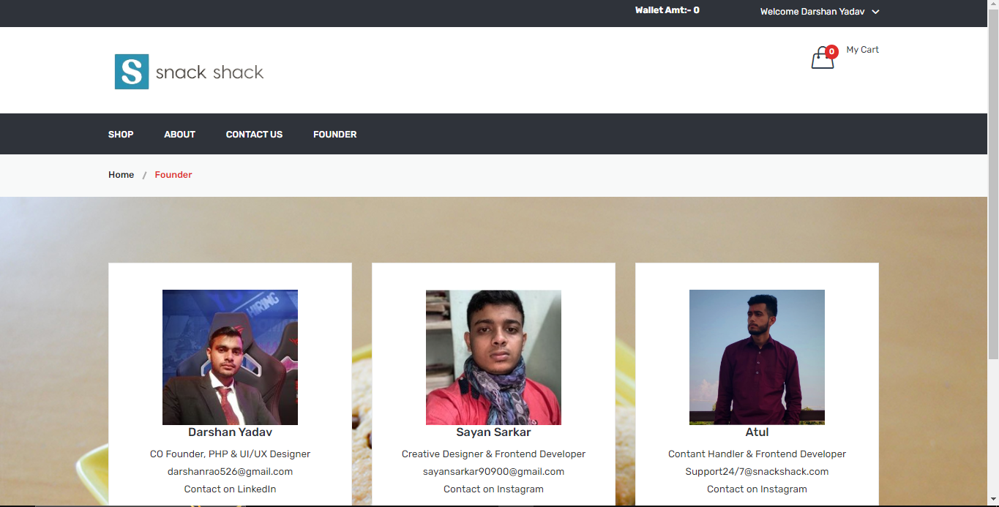 Wallet Amt:- 0
Welcome Darshan Yadav
0
My Cart
S snack shack
SHOP ABOUT CONTACT US FOUNDER
Home / Founder
HIRING
Darshan Yadav
CO Founder, PHP & UI/UX Designer
darshanrao526@gmail.com
Contact on LinkedIn
Sayan Sarkar
Creative Designer & Frontend Developer
sayansarkar90900@gmail.com
Contact on Instagram
Atul
Contant Handler & Frontend Developer
Support24/7@snackshack.com
Contact on Instagram